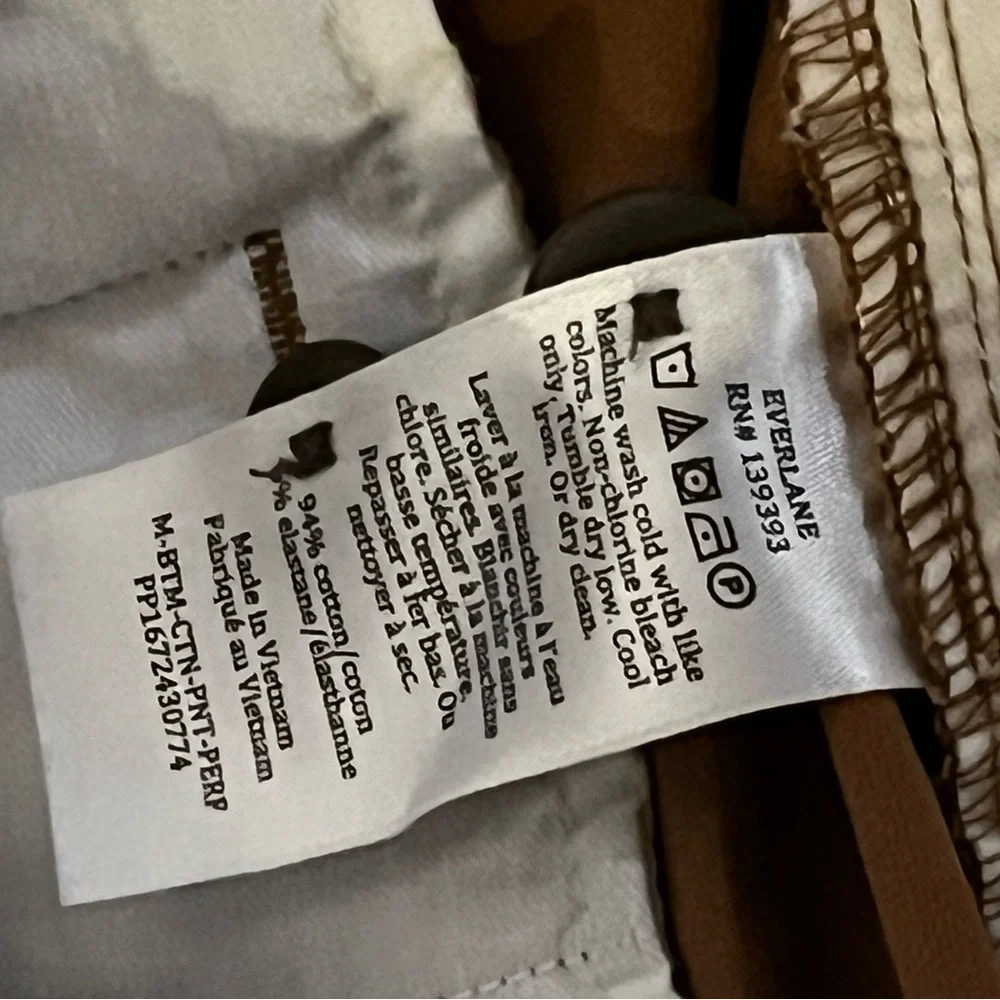 EVERLANE
RN# 139393
P
Machine wash cold with like
colors. Non-chlorine bleach
only. Tumble dry low. Cool
iron. Or dry clean.
Laver à la machine à l'eau
froide avec couleurs
similaires. Blanchir sans
chlore. Sécher à la machine
basse température. Ou
Repasser à fer bas. Ou
nettoyer à sec.
94% cotton/coton
% elastane/élasthanne
Made in Vietnam
Fabriqué au Vietnam
M-BTM-CTN-PNT-PERP
PP1672430774